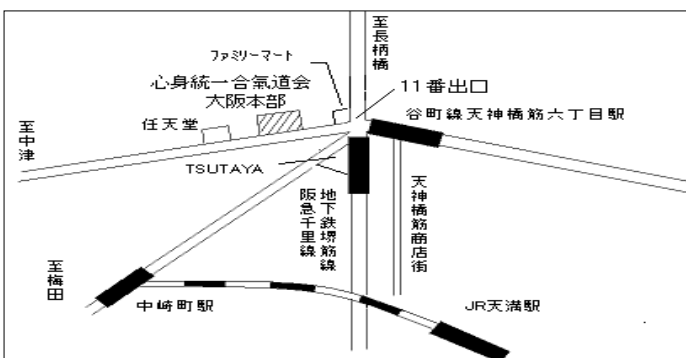 至長柄橋
ファミリーマート
心身統一合氣道会
大阪本部
11番出口
谷町線天神橋筋六丁目駅
任天堂
至中津
TSUTAYA
地下鉄堺筋線
阪急千里線
天神橋筋商店街
至梅田
中崎町駅
JR天満駅